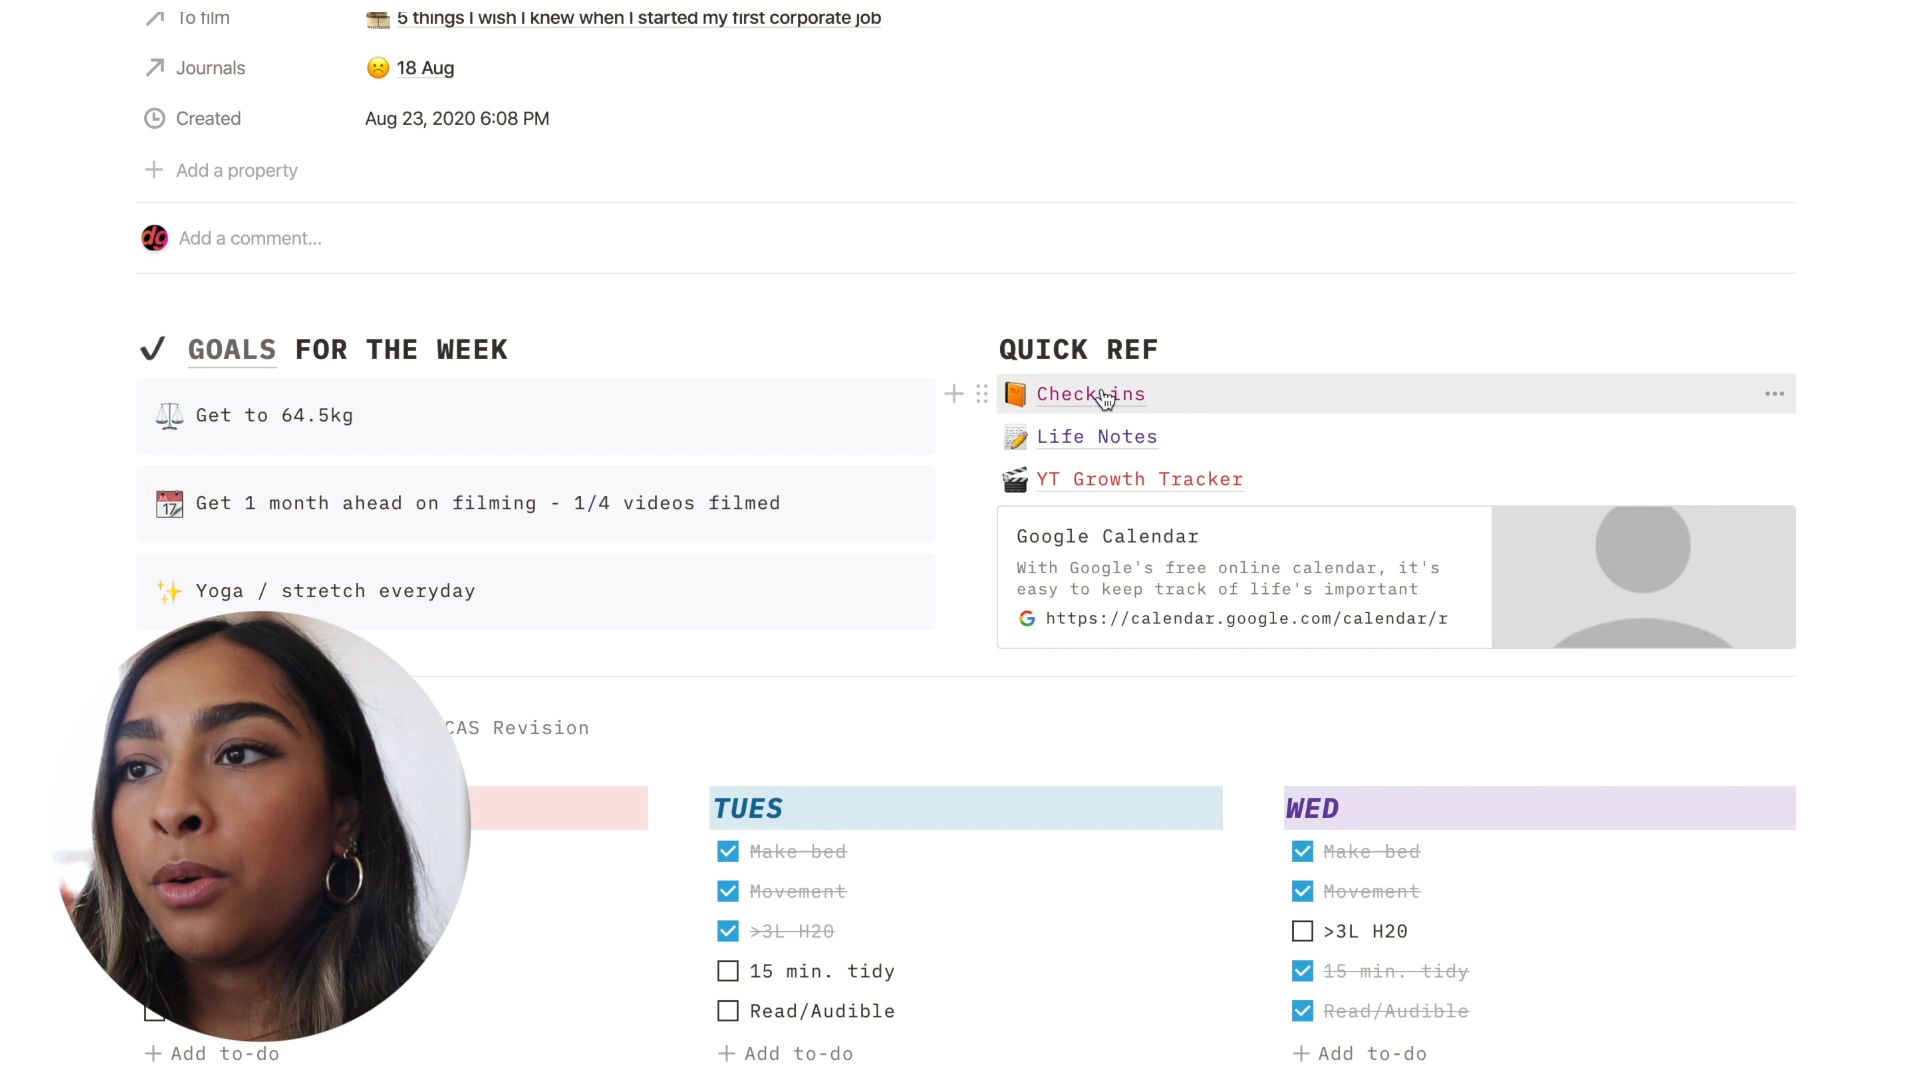 To film
5 things I wish I knew when I started my first corporate job
Journals
18 Aug
Created
Aug 23, 2020 6:08 PM
Add a property
dg
Add a comment...
GOALS FOR THE WEEK
Get to 64.5kg
17
Get 1 month ahead on filming - 1/4 videos filmed
Yoga / stretch everyday
QUICK REF
Check-ins
Life Notes
YT Growth Tracker
Google Calendar
With Google's free online calendar, it's
easy to keep track of life's important
https://calendar.google.com/calendar/r
CAS Revision
TUES
Make bed
Movement
>3L H20
15 min. tidy
Read/Audible
+ Add to-do
WED
Make bed
Movement
>3L H20
15 min. tidy
Read/Audible
+ Add to-do
+ Add to-do